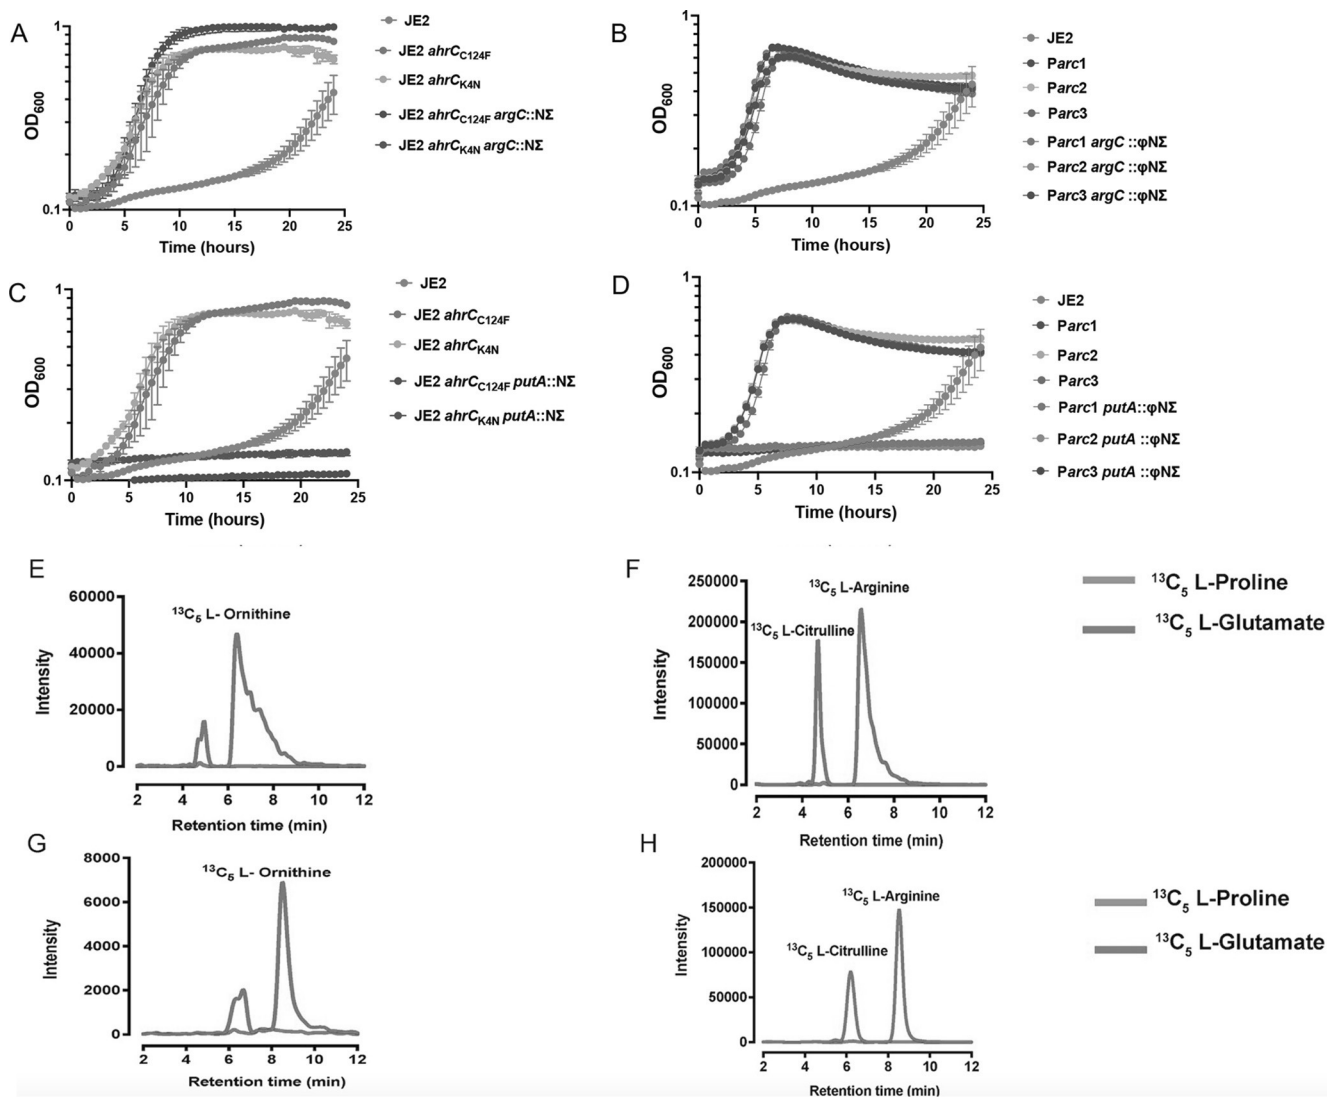 A
1
0.1
OD600
0 5 10 15 20 25
Time (hours)
JE2
JE2 ahrCC124F
JE2 ahrCK4N
JE2 ahrCC124F argC::NΣ
JE2 ahrCK4N argC::NΣ
B
1
0.1
OD600
0 5 10 15 20 25
Time (hours)
JE2
Parc1
Parc2
Parc3
Parc1 argC ::φNΣ
Parc2 argC ::φNΣ
Parc3 argC ::φNΣ
C
1
0.1
OD600
0 5 10 15 20 25
Time (hours)
JE2
JE2 ahrCC124F
JE2 ahrCK4N
JE2 ahrCC124F putA::NΣ
JE2 ahrCK4N putA::NΣ
D
1
0.1
OD600
0 5 10 15 20 25
Time (hours)
JE2
Parc1
Parc2
Parc3
Parc1 putA::φNΣ
Parc2 putA ::φNΣ
Parc3 putA ::φNΣ
E
60000
40000
20000
0
Intensity
13C5 L- Ornithine
2 4 6 8 10 12
Retention time (min)
F
250000
200000
150000
100000
50000
0
Intensity
13C5 L-Arginine
13C5 L-Citrulline
2 4 6 8 10 12
Retention time (min)
13C5 L-Proline
13C5 L-Glutamate
G
8000
6000
4000
2000
0
Intensity
13C5 L- Ornithine
2 4 6 8 10 12
Retention time (min)
H
200000
150000
100000
50000
0
Intensity
13C5 L-Arginine
13C5 L-Citrulline
2 4 6 8 10 12
Retention time (min)
13C5 L-Proline
13C5 L-Glutamate